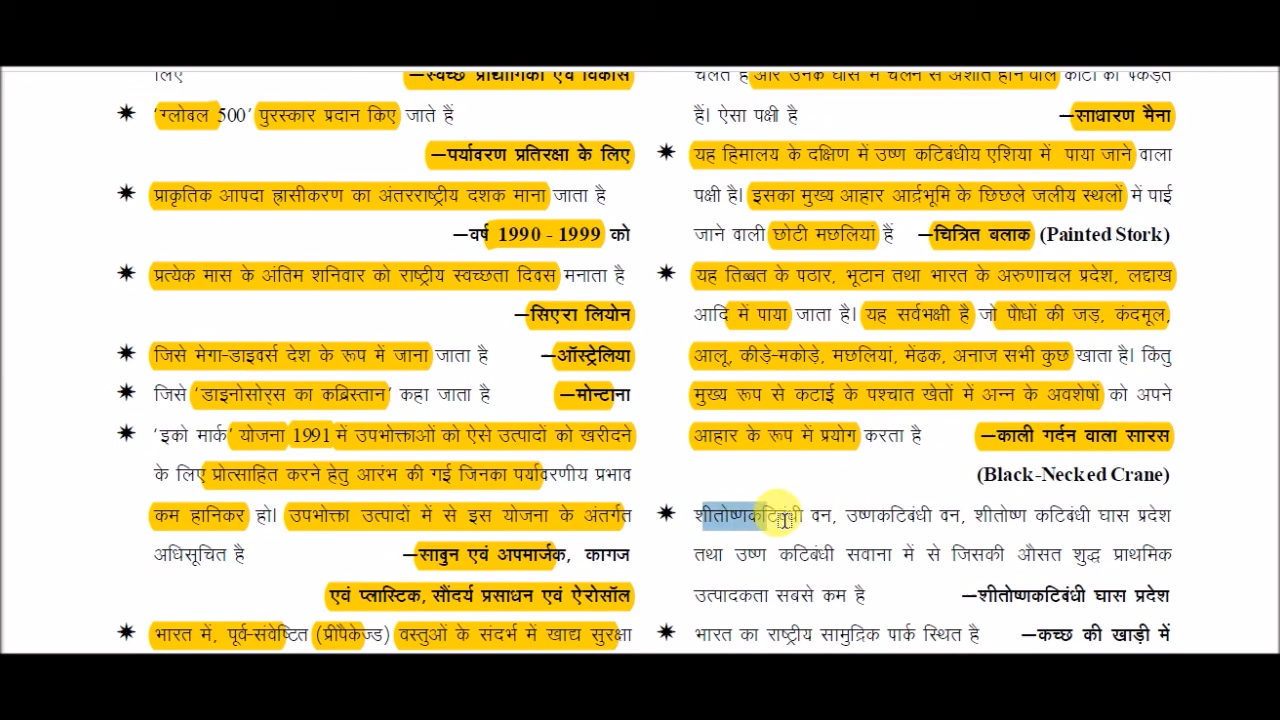 लिए —स्वच्छ प्रौद्योगिकी एवं विकास
✷ 'ग्लोबल 500' पुरस्कार प्रदान किए जाते हैं
—पर्यावरण प्रतिरक्षा के लिए
✷ प्राकृतिक आपदा ह्रासीकरण का अंतरराष्ट्रीय दशक माना जाता है
—वर्ष 1990 - 1999 को
✷ प्रत्येक मास के अंतिम शनिवार को राष्ट्रीय स्वच्छता दिवस मनाता है
—सिएरा लियोन
✷ जिसे मेगा-डाइवर्स देश के रूप में जाना जाता है —ऑस्ट्रेलिया
✷ जिसे 'डाइनोसोर्स का कब्रिस्तान' कहा जाता है —मोन्टाना
✷ 'इको मार्क' योजना 1991 में उपभोक्ताओं को ऐसे उत्पादों को खरीदने
के लिए प्रोत्साहित करने हेतु आरंभ की गई जिनका पर्यावरणीय प्रभाव
कम हानिकर हो। उपभोक्ता उत्पादों में से इस योजना के अंतर्गत
अधिसूचित है —साबुन एवं अपमार्जक, कागज
एवं प्लास्टिक, सौंदर्य प्रसाधन एवं ऐरोसॉल
✷ भारत में, पूर्व-संवेष्टित (प्रीपैकेज्ड) वस्तुओं के संदर्भ में खाद्य सुरक्षा
चलते हैं और उनके घास में चलने से अशांत होने वाले कीटों को पकड़ते
हैं। ऐसा पक्षी है —साधारण मैना
✷ यह हिमालय के दक्षिण में उष्ण कटिबंधीय एशिया में पाया जाने वाला
पक्षी है। इसका मुख्य आहार आर्द्रभूमि के छिछले जलीय स्थलों में पाई
जाने वाली छोटी मछलियां हैं —चित्रित बलाक (Painted Stork)
✷ यह तिब्बत के पठार, भूटान तथा भारत के अरुणाचल प्रदेश, लद्दाख
आदि में पाया जाता है। यह सर्वभक्षी है जो पौधों की जड़, कंदमूल,
आलू, कीड़े-मकोड़े, मछलियां, मेंढक, अनाज सभी कुछ खाता है। किंतु
मुख्य रूप से कटाई के पश्चात खेतों में अन्न के अवशेषों को अपने
आहार के रूप में प्रयोग करता है —काली गर्दन वाला सारस
(Black-Necked Crane)
✷ शीतोष्णकटिबंधी वन, उष्णकटिबंधी वन, शीतोष्ण कटिबंधी घास प्रदेश
तथा उष्ण कटिबंधी सवाना में से जिसकी औसत शुद्ध प्राथमिक
उत्पादकता सबसे कम है —शीतोष्णकटिबंधी घास प्रदेश
✷ भारत का राष्ट्रीय सामुद्रिक पार्क स्थित है —कच्छ की खाड़ी में